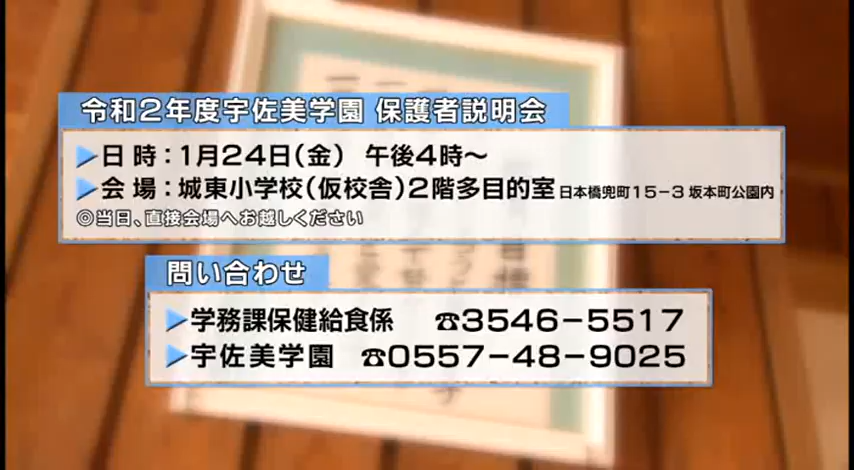 令和2年度宇佐美学園 保護者説明会
▶日 時：1月24日(金) 午後4時～
▶会 場：城東小学校(仮校舎)2階多目的室 日本橋兜町15-3 坂本町公園内
◎当日、直接会場へお越しください
問い合わせ
▶学務課保健給食係 ☎3546-5517
▶宇佐美学園 ☎0557-48-9025